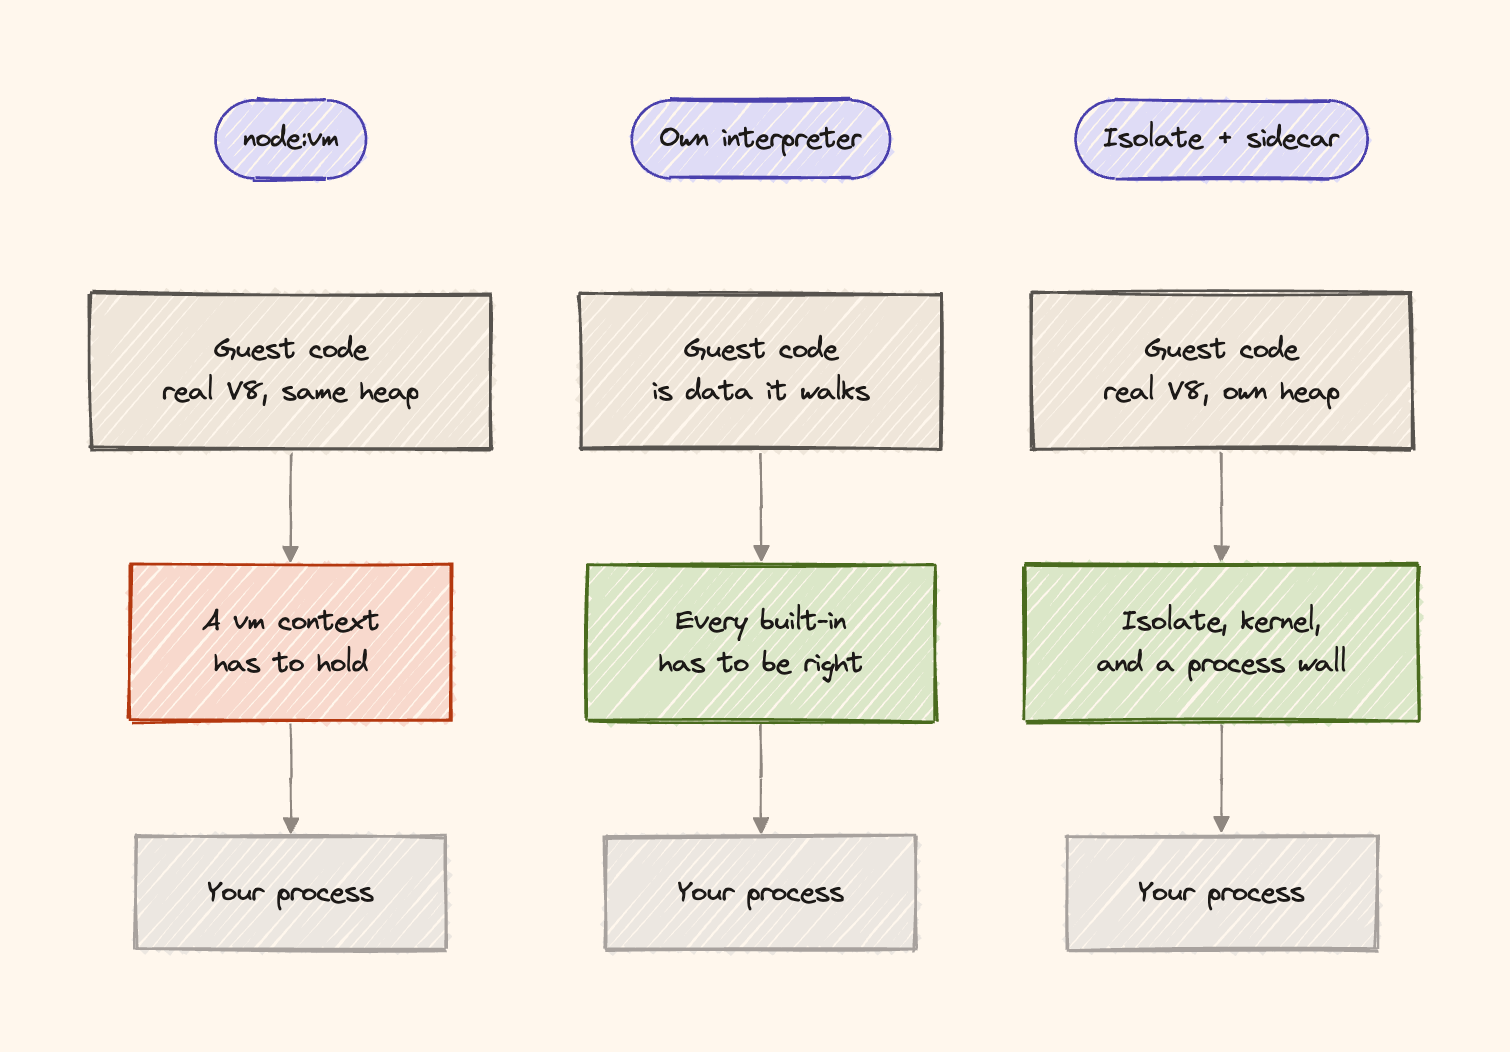 node:vm
Own interpreter
Isolate + sidecar
Guest code
real V8, same heap
Guest code
is data it walks
Guest code
real V8, own heap
A vm context
has to hold
Every built-in
has to be right
Isolate, kernel,
and a process wall
Your process
Your process
Your process